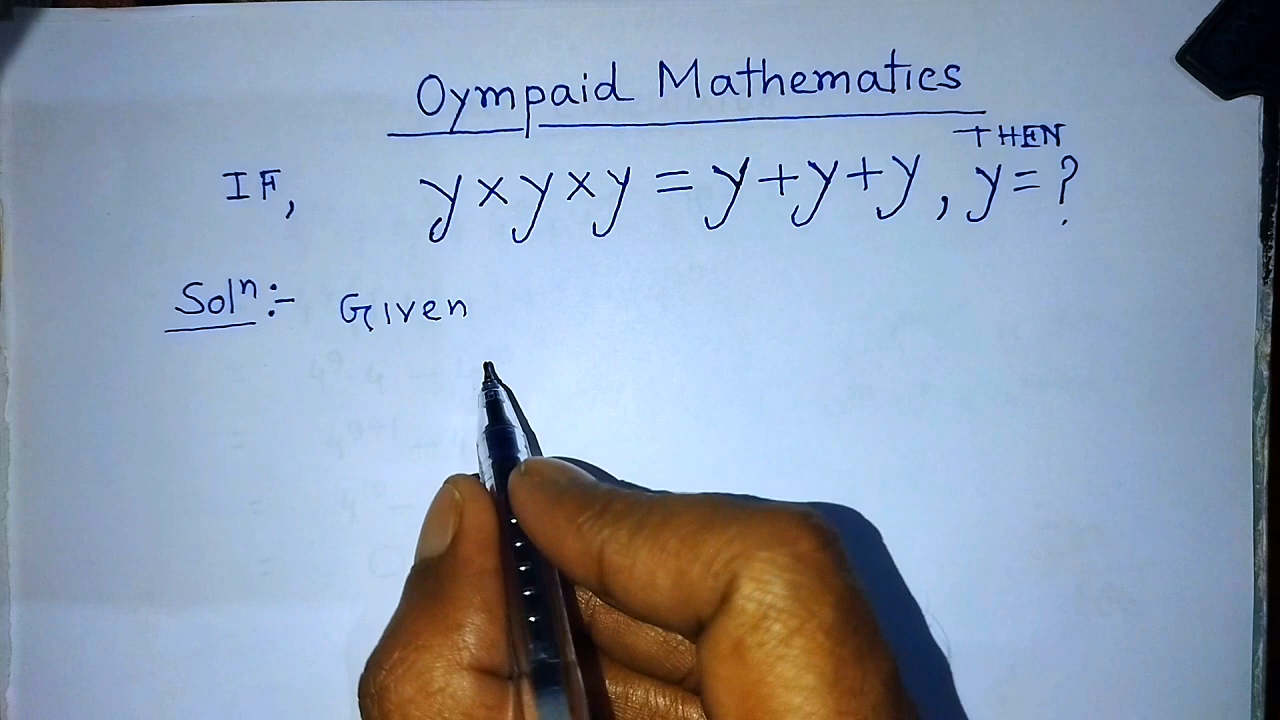 Oympaid Mathematics
THEN
IF, y×y×y = y+y+y, y=?
Solⁿ:- Given